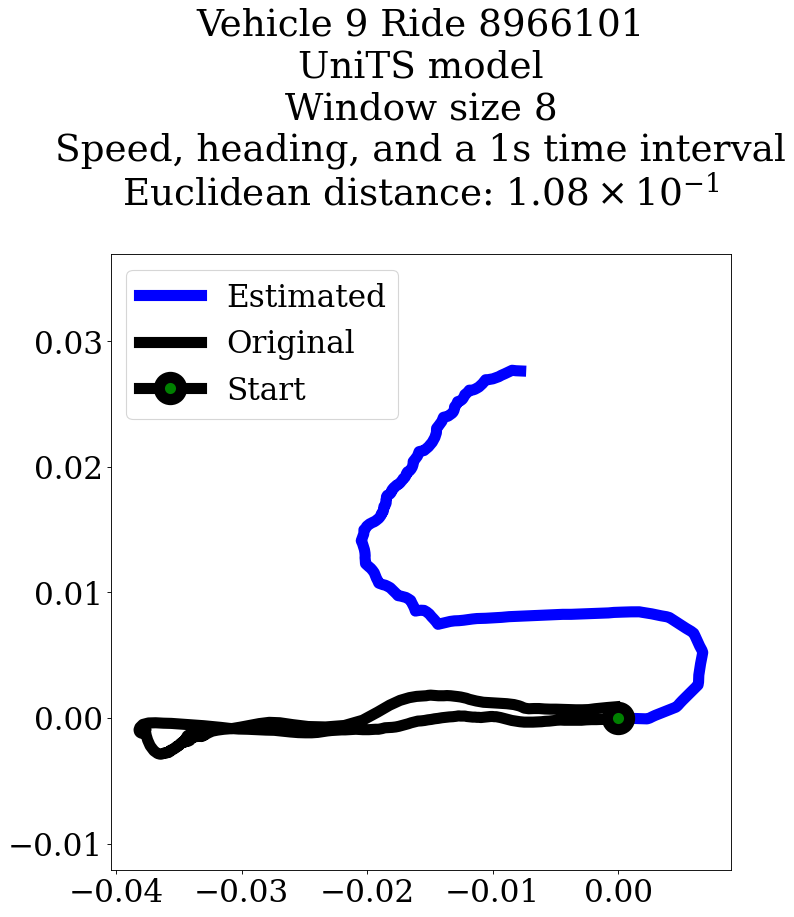 Vehicle 9 Ride 8966101
UniTS model
Window size 8
Speed, heading, and a 1s time interval
Euclidean distance: 1.08 × 10⁻¹
Estimated
Original
Start
0.03
0.02
0.01
0.00
−0.01
−0.04 −0.03 −0.02 −0.01 0.00